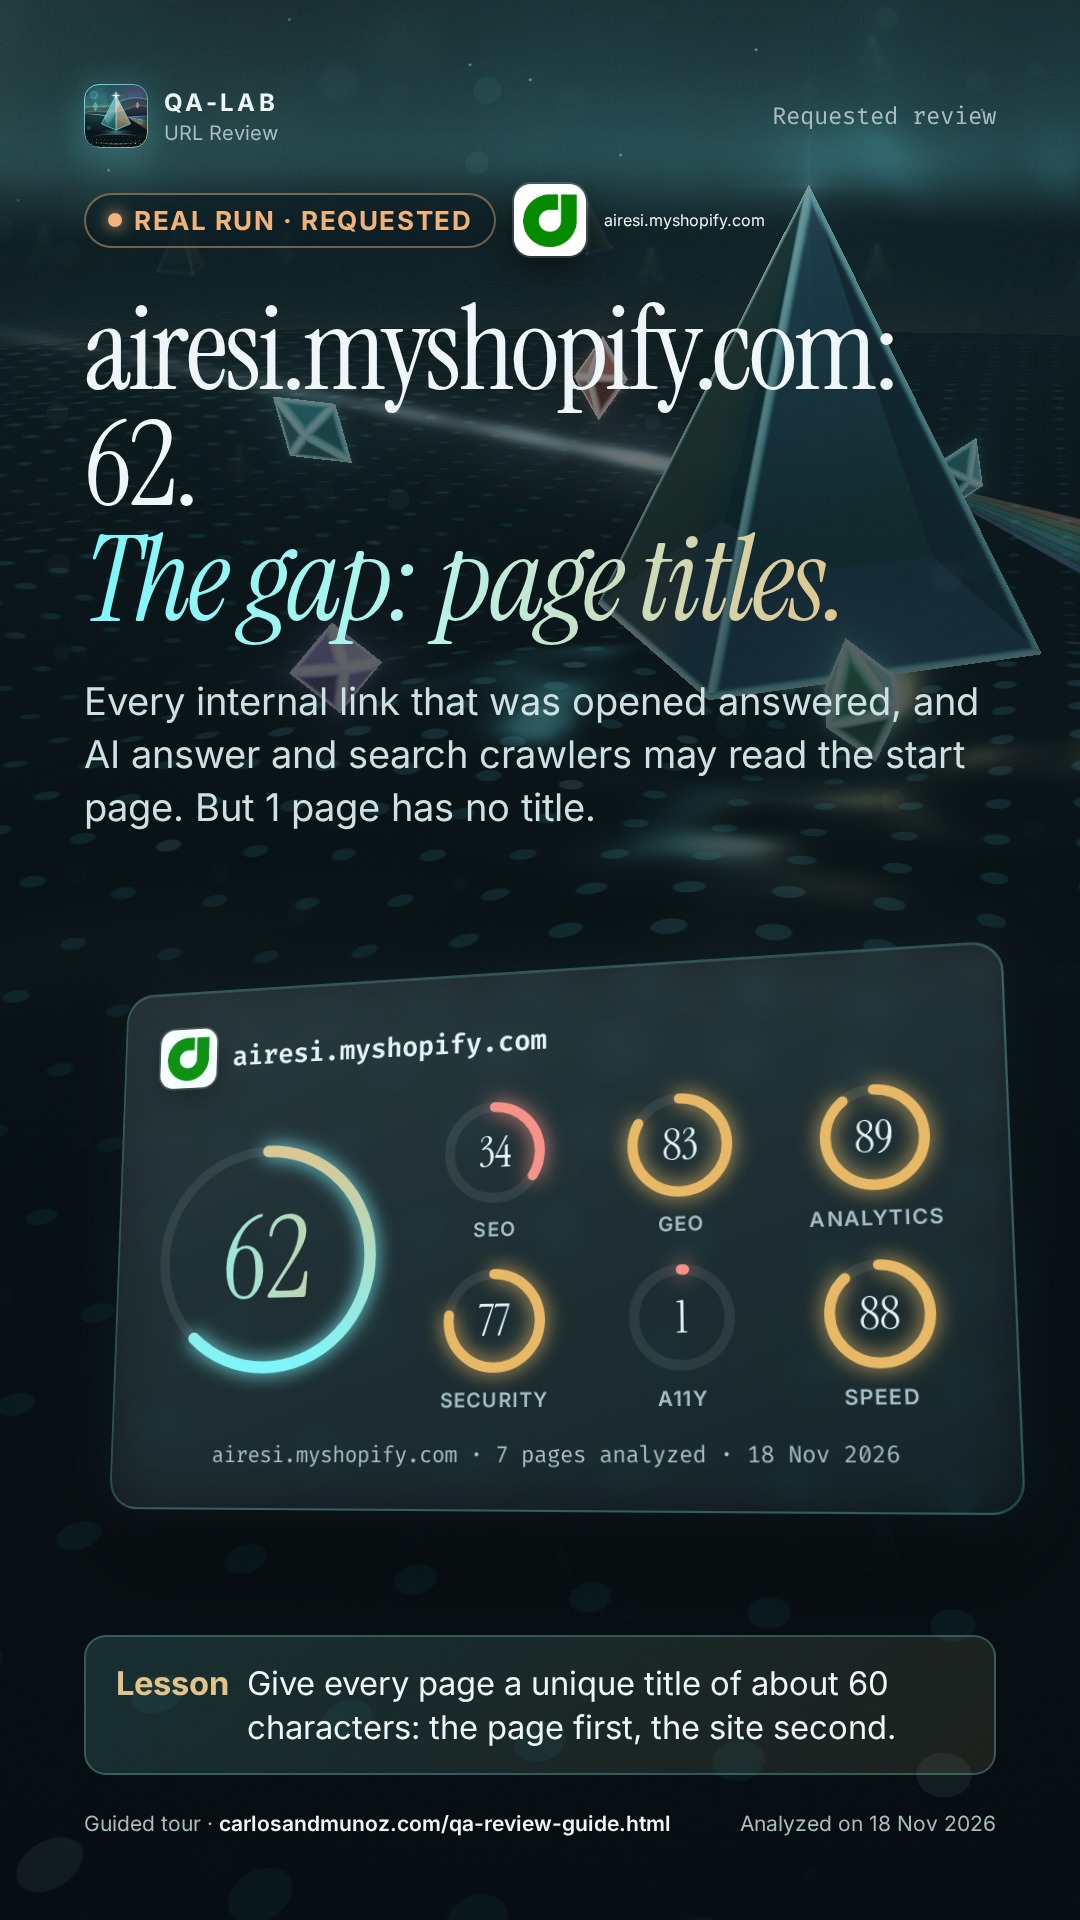 QA-LAB
URL Review
Requested review
REAL RUN · REQUESTED
airesi.myshopify.com
airesi.myshopify.com:
62.
The gap: page titles.
Every internal link that was opened answered, and
AI answer and search crawlers may read the start
page. But 1 page has no title.
airesi.myshopify.com
62
34
SEO
83
GEO
89
ANALYTICS
77
SECURITY
1
A11Y
88
SPEED
airesi.myshopify.com · 7 pages analyzed · 18 Nov 2026
Lesson Give every page a unique title of about 60
characters: the page first, the site second.
Guided tour · carlosandmunoz.com/qa-review-guide.html
Analyzed on 18 Nov 2026